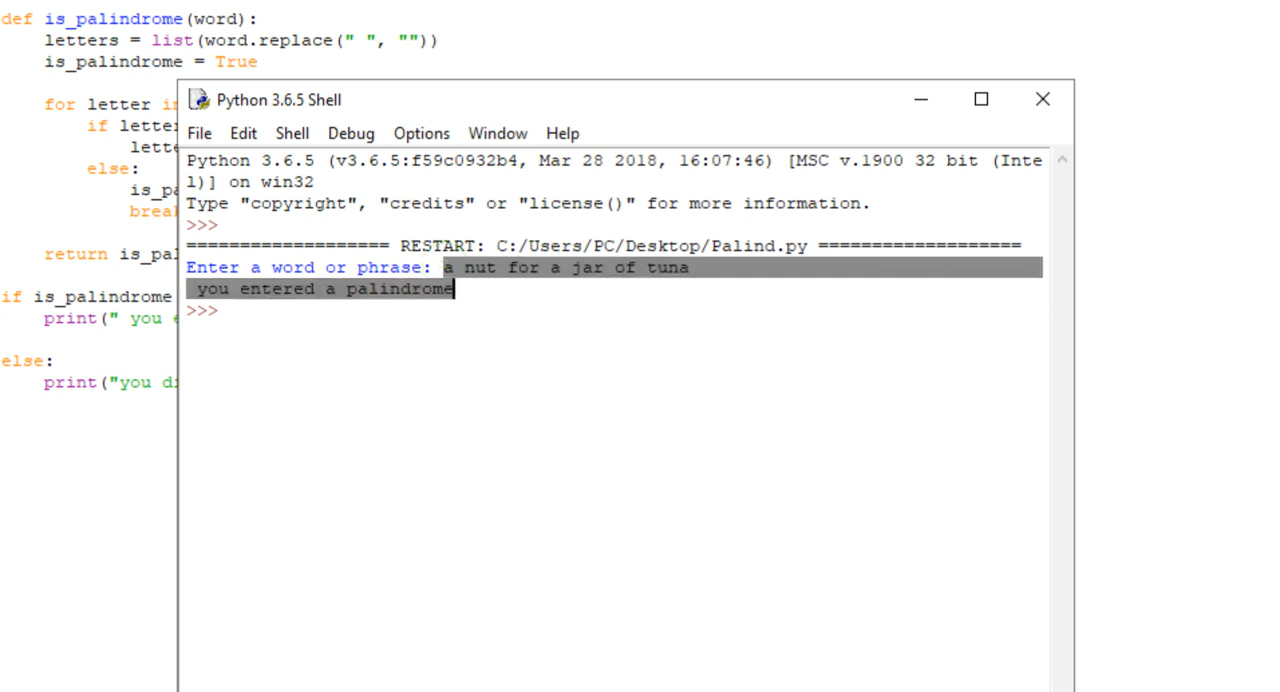 def is_palindrome(word):
letters = list(word.replace(" ", ""))
is_palindrome = True
for letter in
if letter
lette
else:
is_pa
break
return is_pal
if is_palindrome
print(" you e
else:
print("you di
Python 3.6.5 Shell
File Edit Shell Debug Options Window Help
Python 3.6.5 (v3.6.5:f59c0932b4, Mar 28 2018, 16:07:46) [MSC v.1900 32 bit (Inte
l)] on win32
Type "copyright", "credits" or "license()" for more information.
>>>
=================== RESTART: C:/Users/PC/Desktop/Palind.py ===================
Enter a word or phrase: a nut for a jar of tuna
you entered a palindrome
>>>